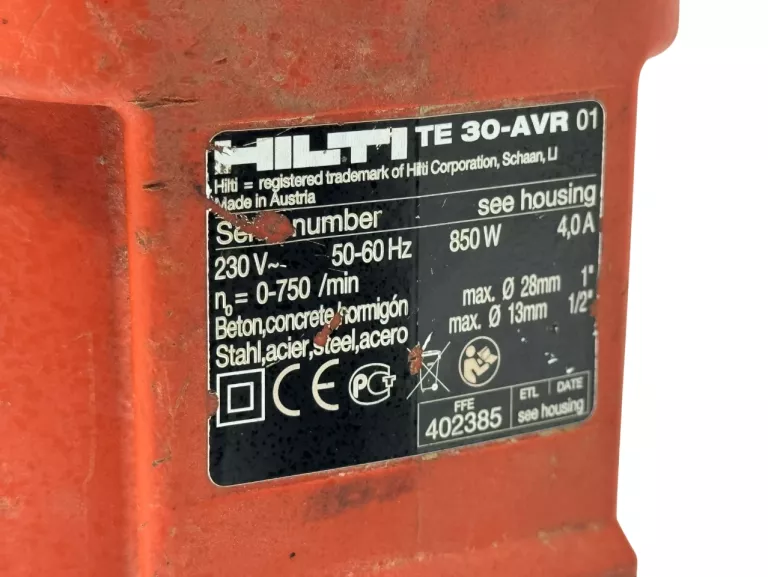 HILTI TE 30-AVR 01
Hilti = registered trademark of Hilti Corporation, Schaan, LI
Made in Austria
number see housing
230 V~ 50-60 Hz 850 W 4,0 A
n₀ = 0-750 /min
Beton,concrete,hormigón max. Ø 28mm 1"
Stahl,acier,steel,acero max. Ø 13mm 1/2"
CE PCT
FFE ETL DATE
402385 see housing